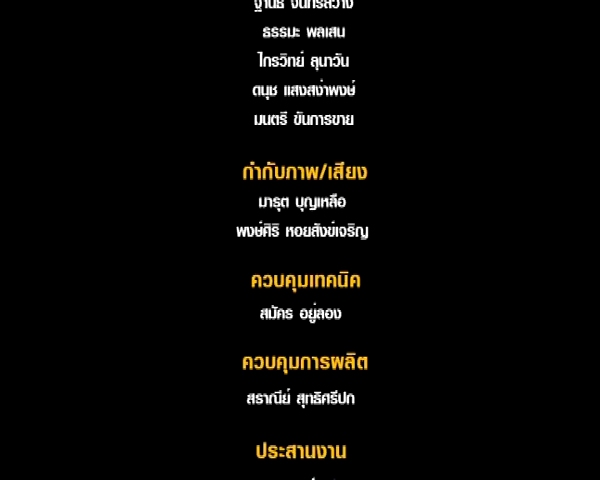 ธรรมะ พลเสน
ไกรวิทย์ ลุนาวัน
ดนุช แสงสง่าพงษ์
มนตรี ขันการขาย
กำกับภาพ/เสียง
มารุต บุญเหลือ
พงษ์ศิริ หอยสังข์เจริญ
ควบคุมเทคนิค
สมัคร อยู่ลอง
ควบคุมการผลิต
สราณีย์ สุทธิศรีปก
ประสานงาน